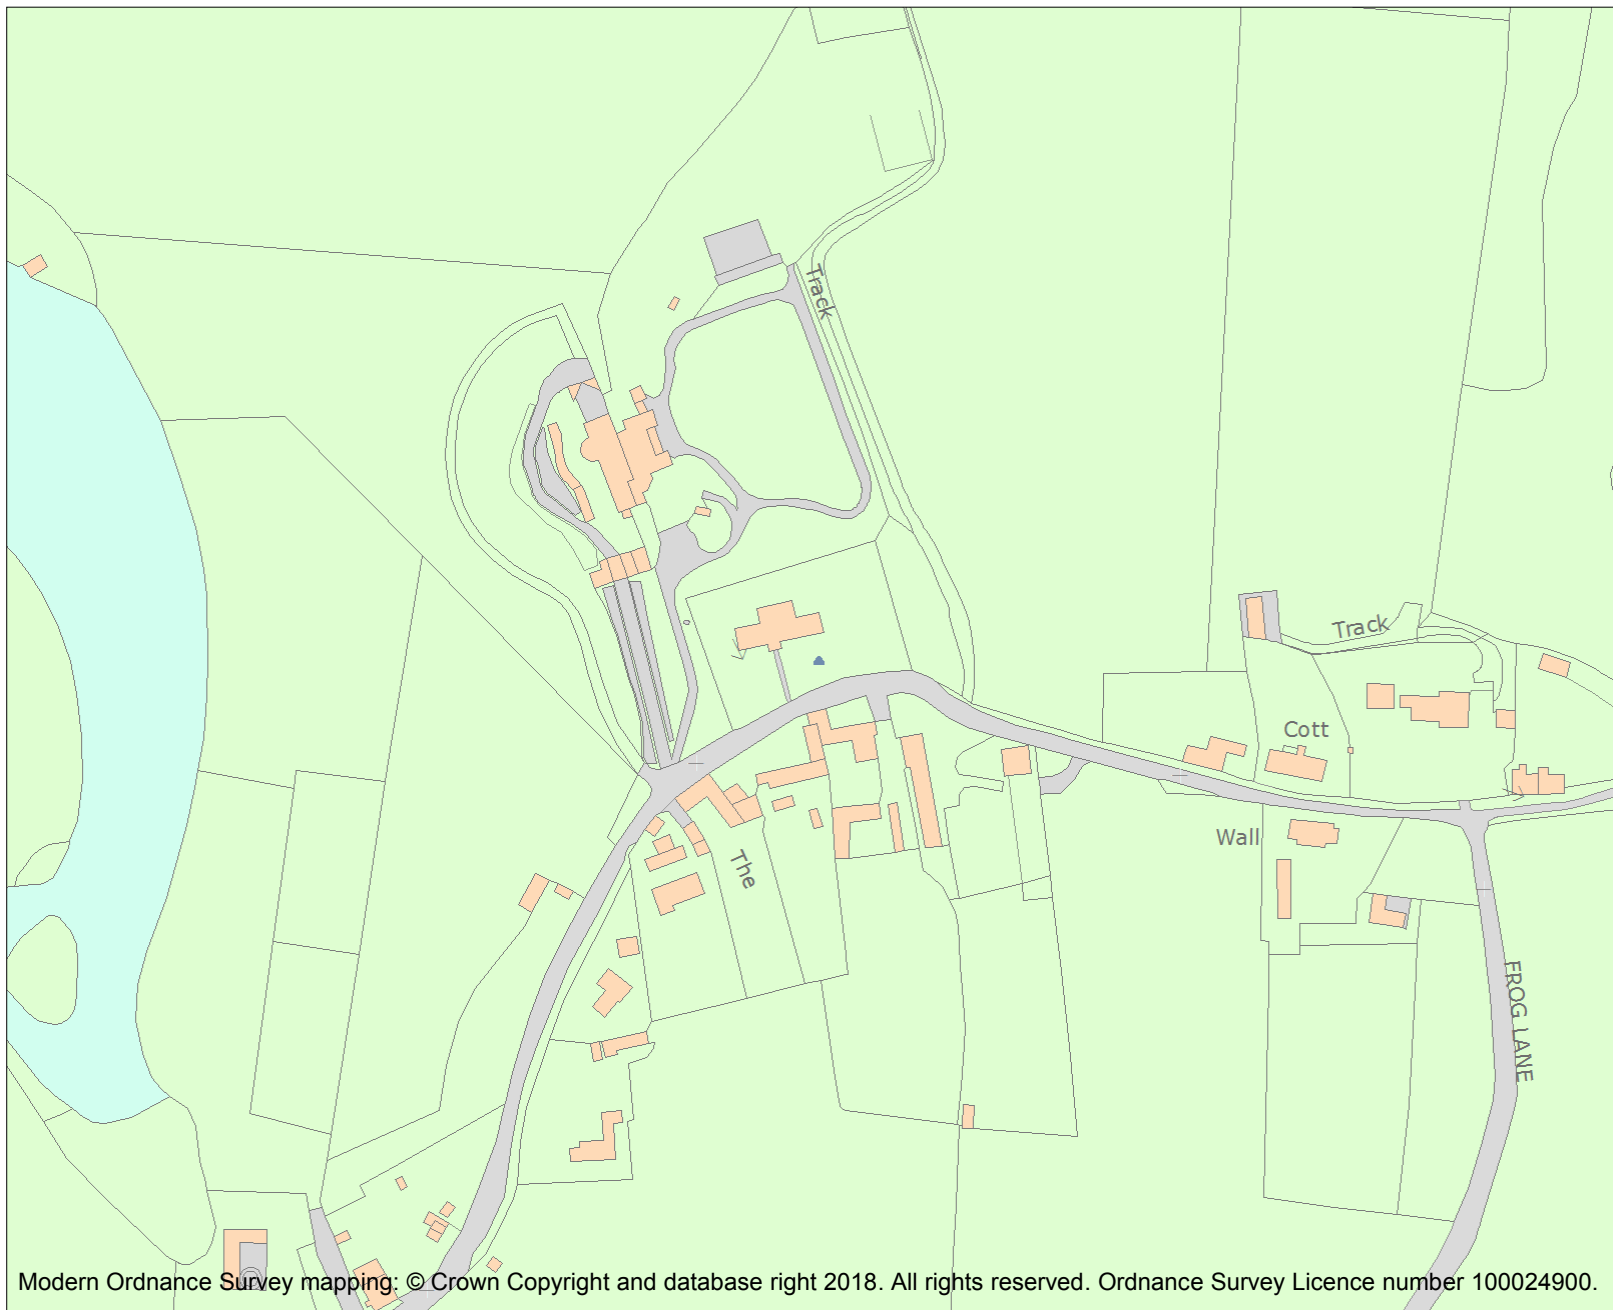 Track
Track
Cott
Wall
The
FROG LANE
Modern Ordnance Survey mapping: © Crown Copyright and database right 2018. All rights reserved. Ordnance Survey Licence number 100024900.